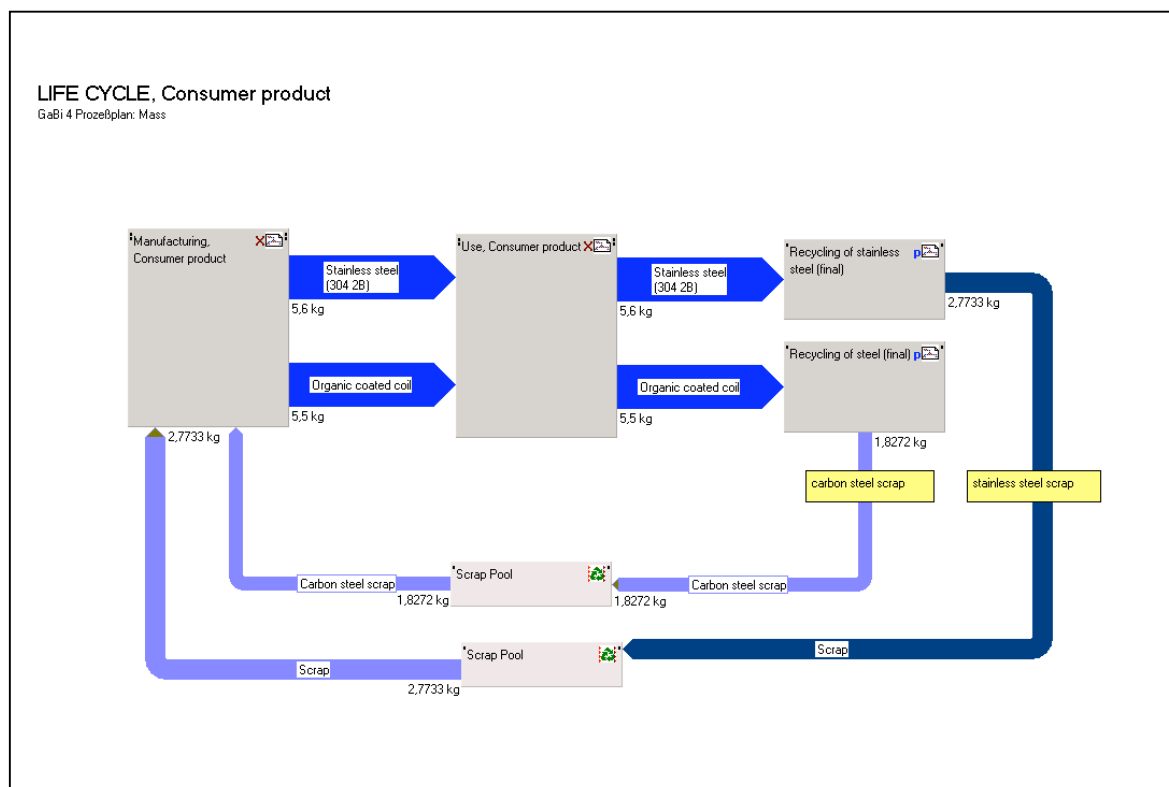 LIFE CYCLE, Consumer product
GaBi 4 Prozeßplan: Mass
Manufacturing,
Consumer product
Stainless steel
(304 2B)
5,6 kg
Organic coated coil
5,5 kg
Use, Consumer product
Stainless steel
(304 2B)
5,6 kg
Organic coated coil
5,5 kg
Recycling of stainless
steel (final)
p
2,7733 kg
Recycling of steel (final)
p
1,8272 kg
2,7733 kg
carbon steel scrap
stainless steel scrap
Carbon steel scrap
1,8272 kg
Scrap Pool
1,8272 kg
Carbon steel scrap
Scrap
2,7733 kg
Scrap Pool
Scrap